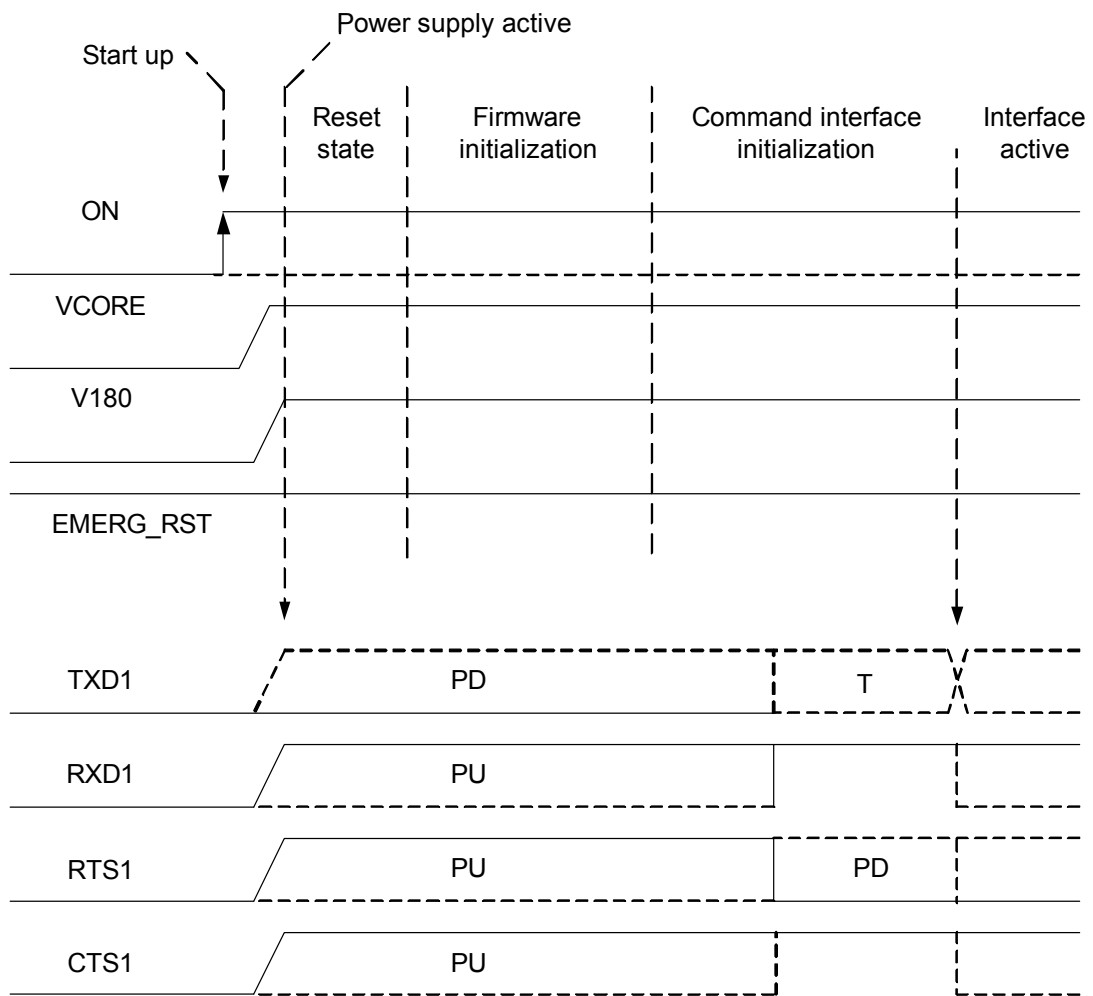 Power supply active
Start up
Reset
state
Firmware
initialization
Command interface
initialization
Interface
active
ON
VCORE
V180
EMERG_RST
TXD1
PD
T
RXD1
PU
RTS1
PU
PD
CTS1
PU